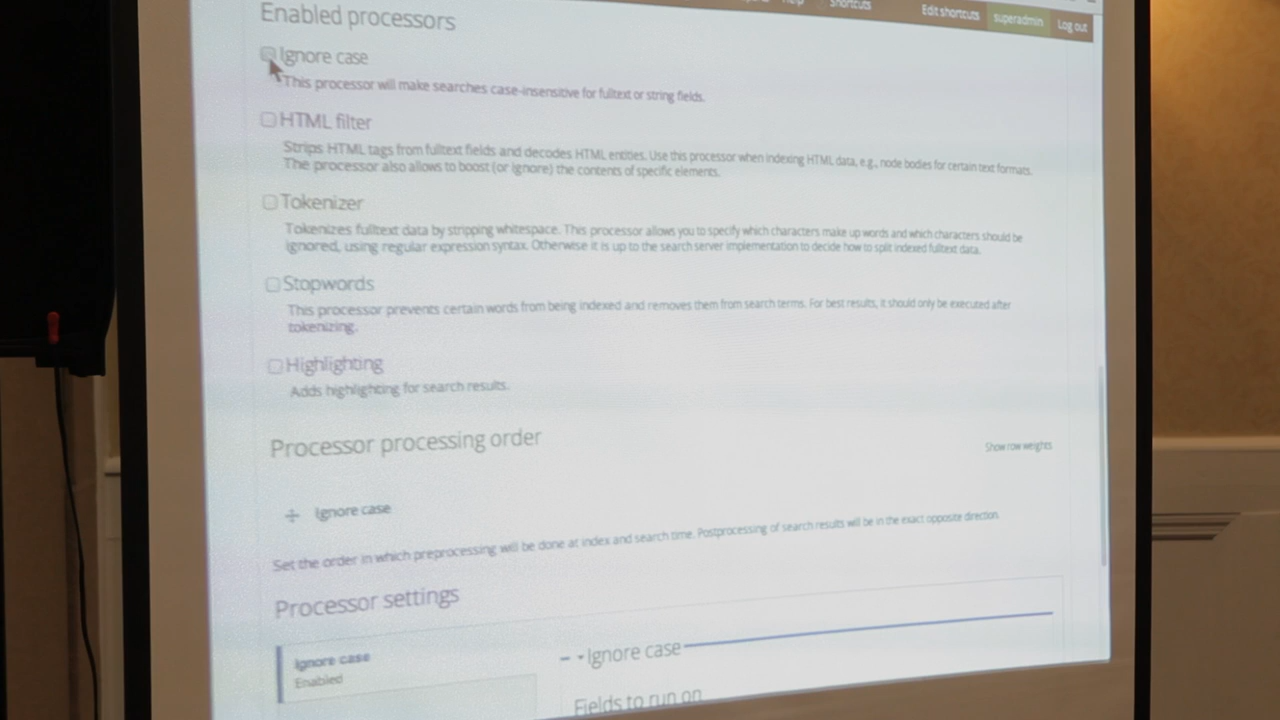 Help
Shortcuts
Edit shortcuts
superadmin
Log out
Enabled processors
Ignore case
This processor will make searches case-insensitive for fulltext or string fields.
HTML filter
Strips HTML tags from fulltext fields and decodes HTML entities. Use this processor when indexing HTML data, e.g., node bodies for certain text formats.
The processor also allows to boost (or ignore) the contents of specific elements.
Tokenizer
Tokenizes fulltext data by stripping whitespace. This processor allows you to specify which characters make up words and which characters should be
ignored, using regular expression syntax. Otherwise it is up to the search server implementation to decide how to split indexed fulltext data.
Stopwords
This processor prevents certain words from being indexed and removes them from search terms. For best results, it should only be executed after
tokenizing.
Highlighting
Adds highlighting for search results.
Processor processing order
Show row weights
Ignore case
Set the order in which preprocessing will be done at index and search time. Postprocessing of search results will be in the exact opposite direction.
Processor settings
Ignore case
Enabled
Ignore case
Fields to run on